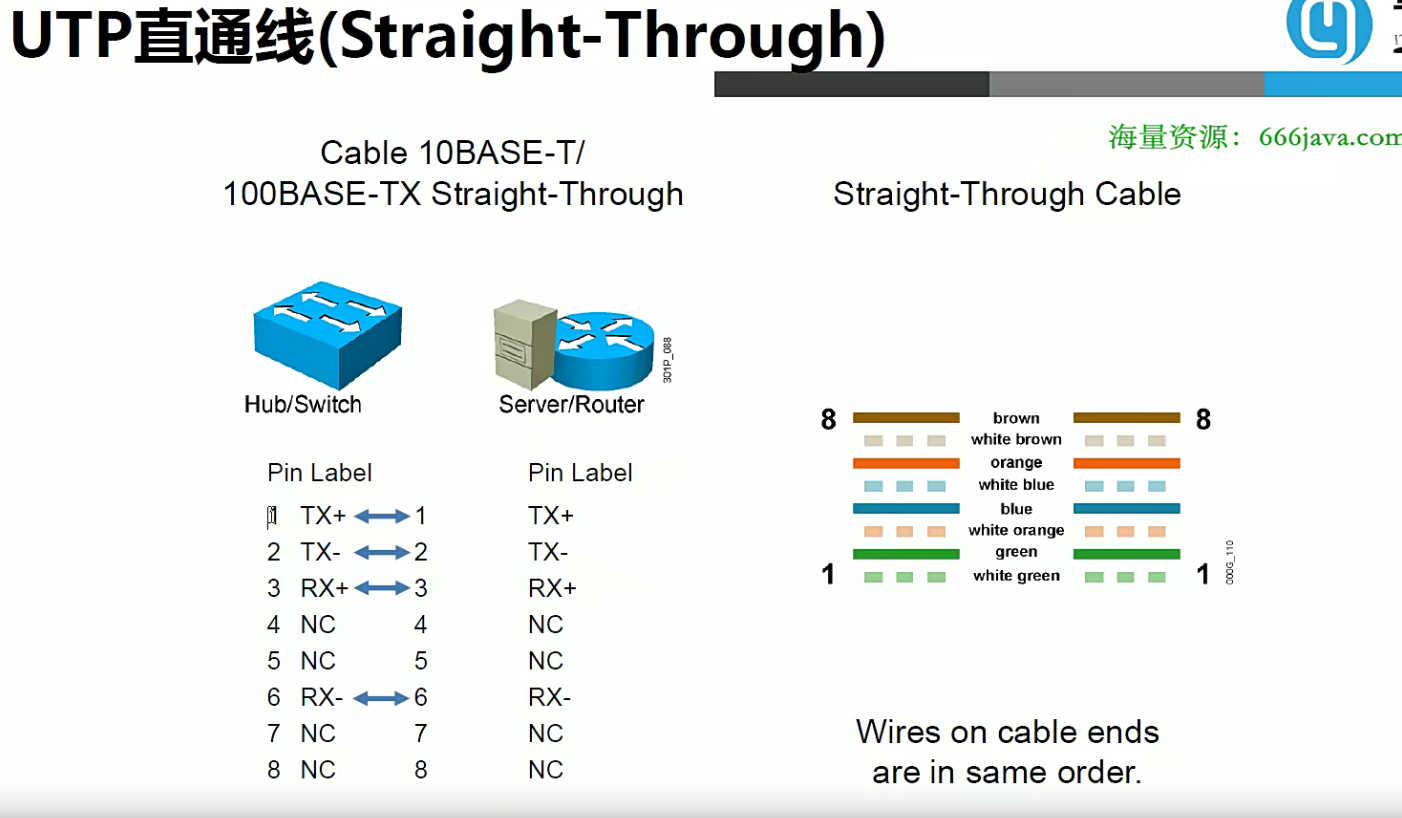 UTP直通线(Straight-Through)
海量资源：666java.com
Cable 10BASE-T/
100BASE-TX Straight-Through
Straight-Through Cable
301P_088
Hub/Switch
Server/Router
Pin Label
Pin Label
1 TX+ 1 TX+
2 TX- 2 TX-
3 RX+ 3 RX+
4 NC 4 NC
5 NC 5 NC
6 RX- 6 RX-
7 NC 7 NC
8 NC 8 NC
8 brown 8
white brown
orange
white blue
blue
white orange
green
1 white green 1
000G_110
Wires on cable ends
are in same order.